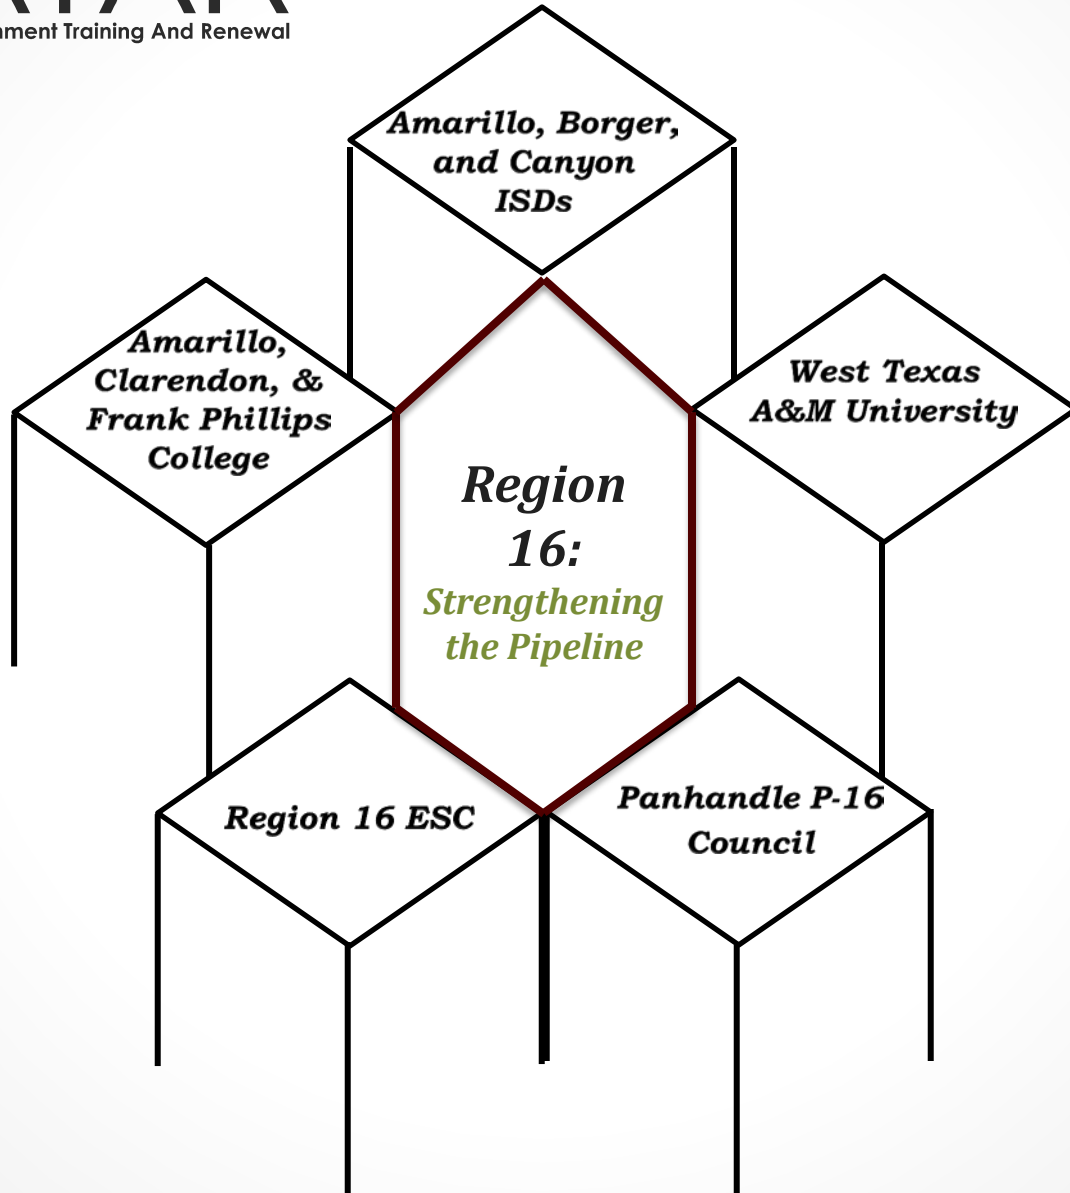 And Renewal
Training
Amarillo, Borger,
and Canyon
ISDs
Amarillo,
Clarendon, &
Frank Phillips
College
West Texas
A&M University
Region
16:
Strengthening
the Pipeline
Region 16 ESC
Panhandle P-16
Council